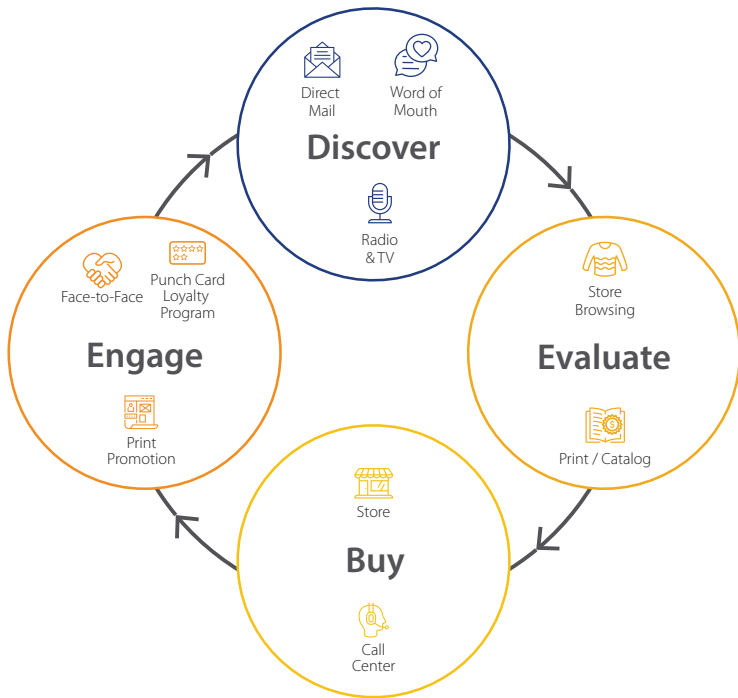 Direct
Mail
Word of
Mouth
Discover
Radio
& TV
Face-to-Face
Punch Card
Loyalty
Program
Engage
Print
Promotion
Store
Browsing
Evaluate
Print / Catalog
Store
Buy
Call
Center